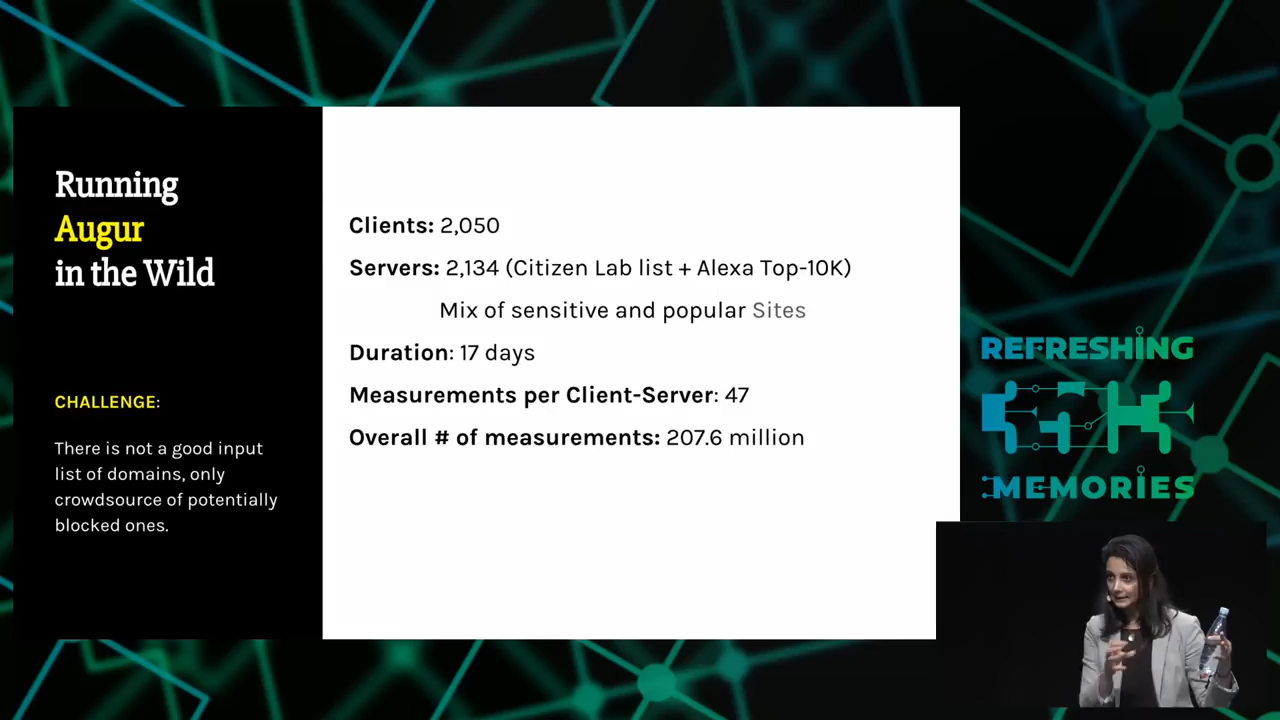 Running
Augur
in the Wild
CHALLENGE:
There is not a good input
list of domains, only
crowdsource of potentially
blocked ones.
Clients: 2,050
Servers: 2,134 (Citizen Lab list + Alexa Top-10K)
Mix of sensitive and popular Sites
Duration: 17 days
Measurements per Client-Server: 47
Overall # of measurements: 207.6 million
REFRESHING
MEMORIES